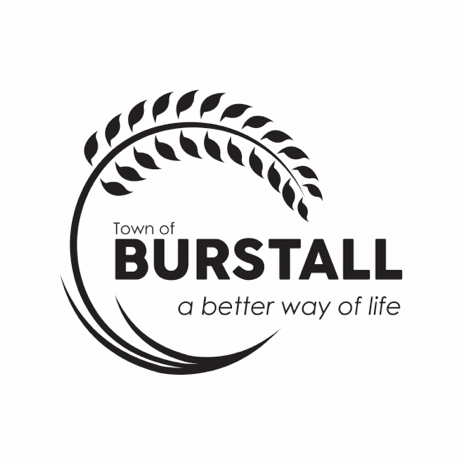 Town of
BURSTALL
a better way of life